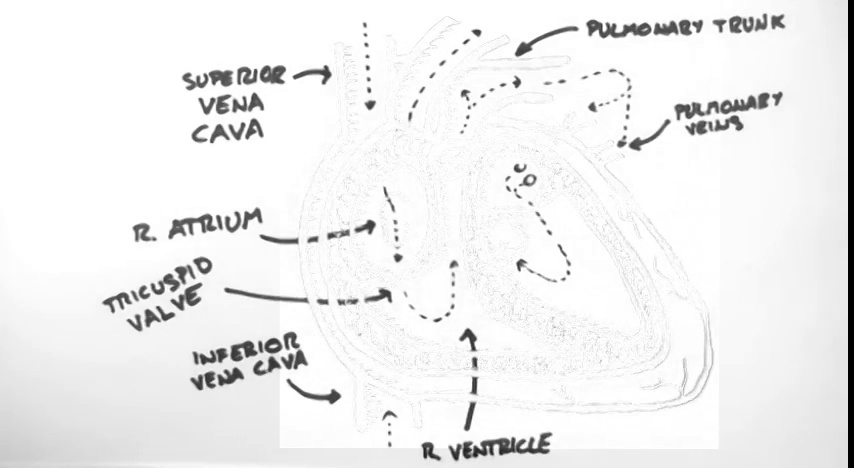 PULMONARY TRUNK
SUPERIOR
VENA
CAVA
PULMONARY
VEINS
R. ATRIUM
TRICUSPID
VALVE
INFERIOR
VENA CAVA
R. VENTRICLE